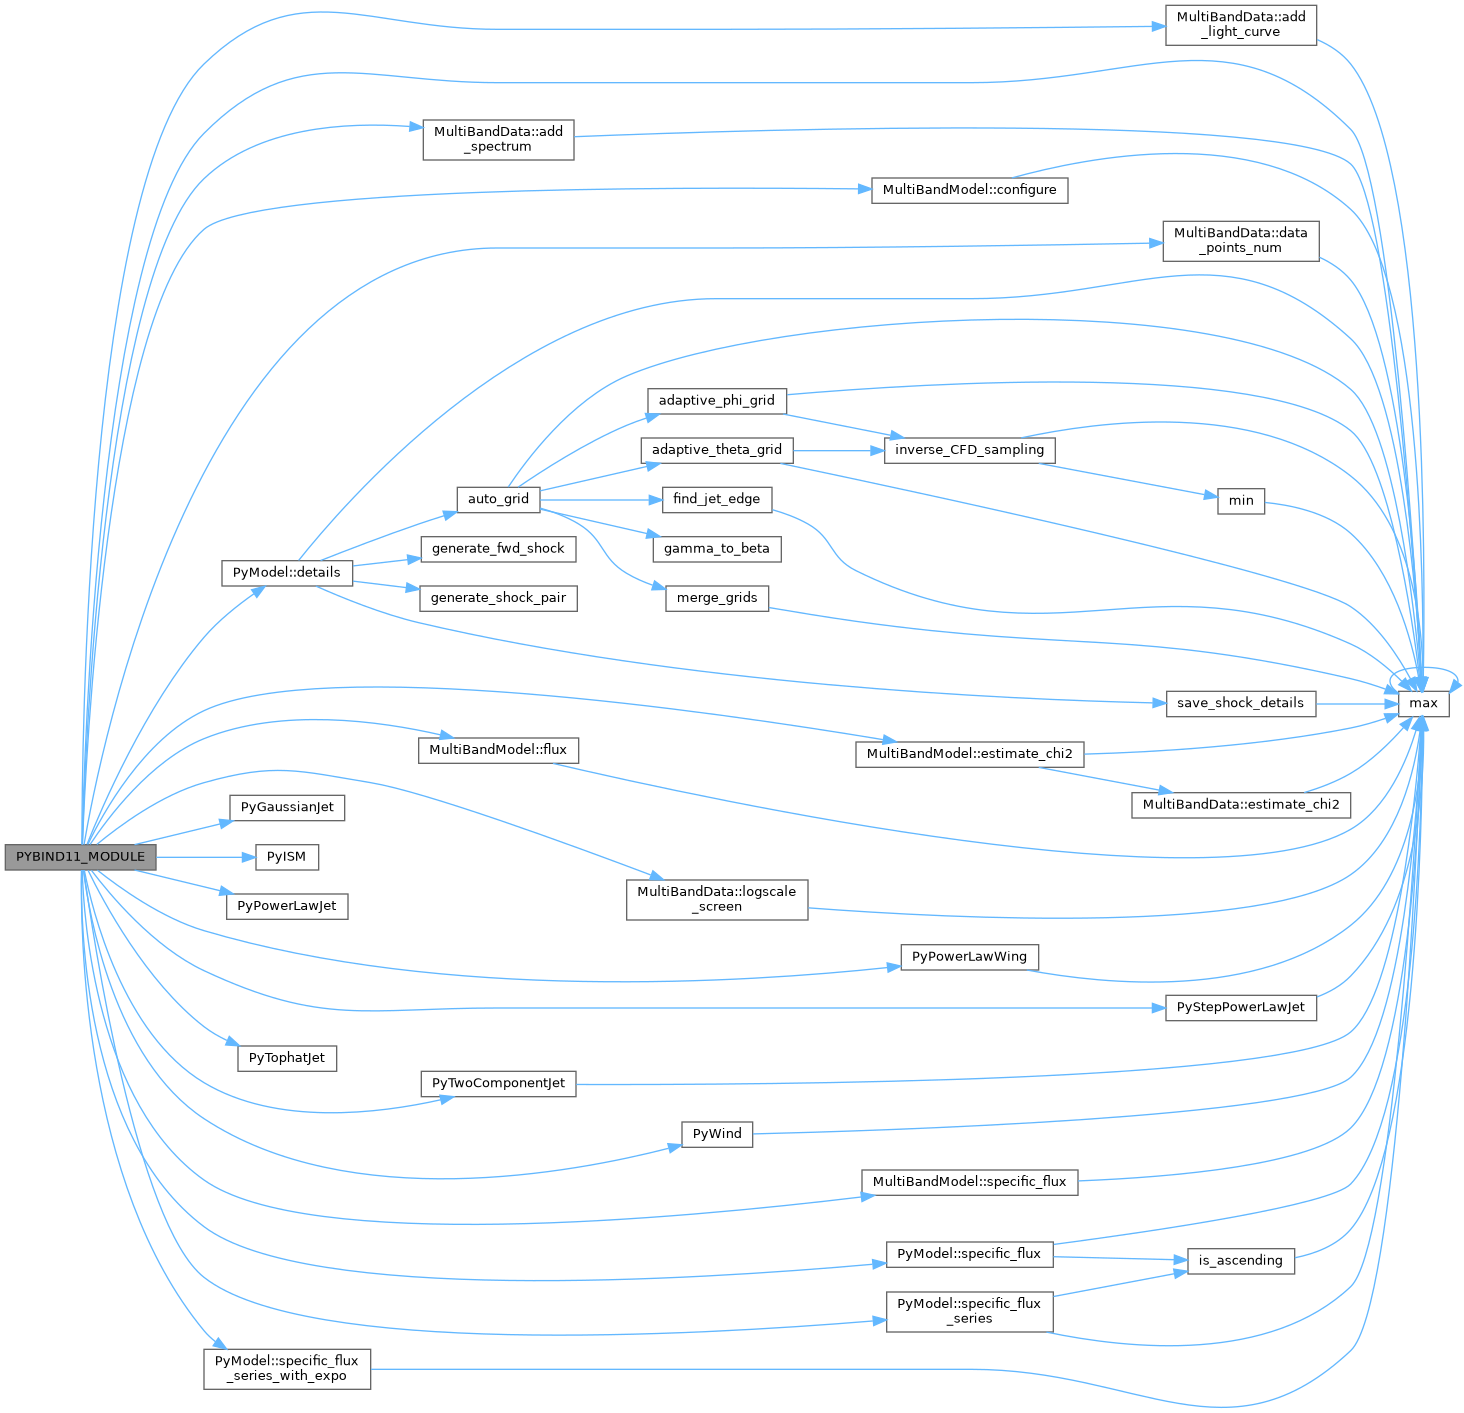 MultiBandData::add
_light_curve
MultiBandData::add
_spectrum
MultiBandModel::configure
MultiBandData::data
_points_num
adaptive_phi_grid
adaptive_theta_grid
inverse_CFD_sampling
auto_grid
find_jet_edge
min
gamma_to_beta
generate_fwd_shock
PyModel::details
generate_shock_pair
merge_grids
save_shock_details
max
MultiBandModel::flux
MultiBandModel::estimate_chi2
MultiBandData::estimate_chi2
PyGaussianJet
PYBIND11_MODULE
PyISM
PyPowerLawJet
MultiBandData::logscale
_screen
PyPowerLawWing
PyStepPowerLawJet
PyTophatJet
PyTwoComponentJet
PyWind
MultiBandModel::specific_flux
PyModel::specific_flux
is_ascending
PyModel::specific_flux
_series
PyModel::specific_flux
_series_with_expo